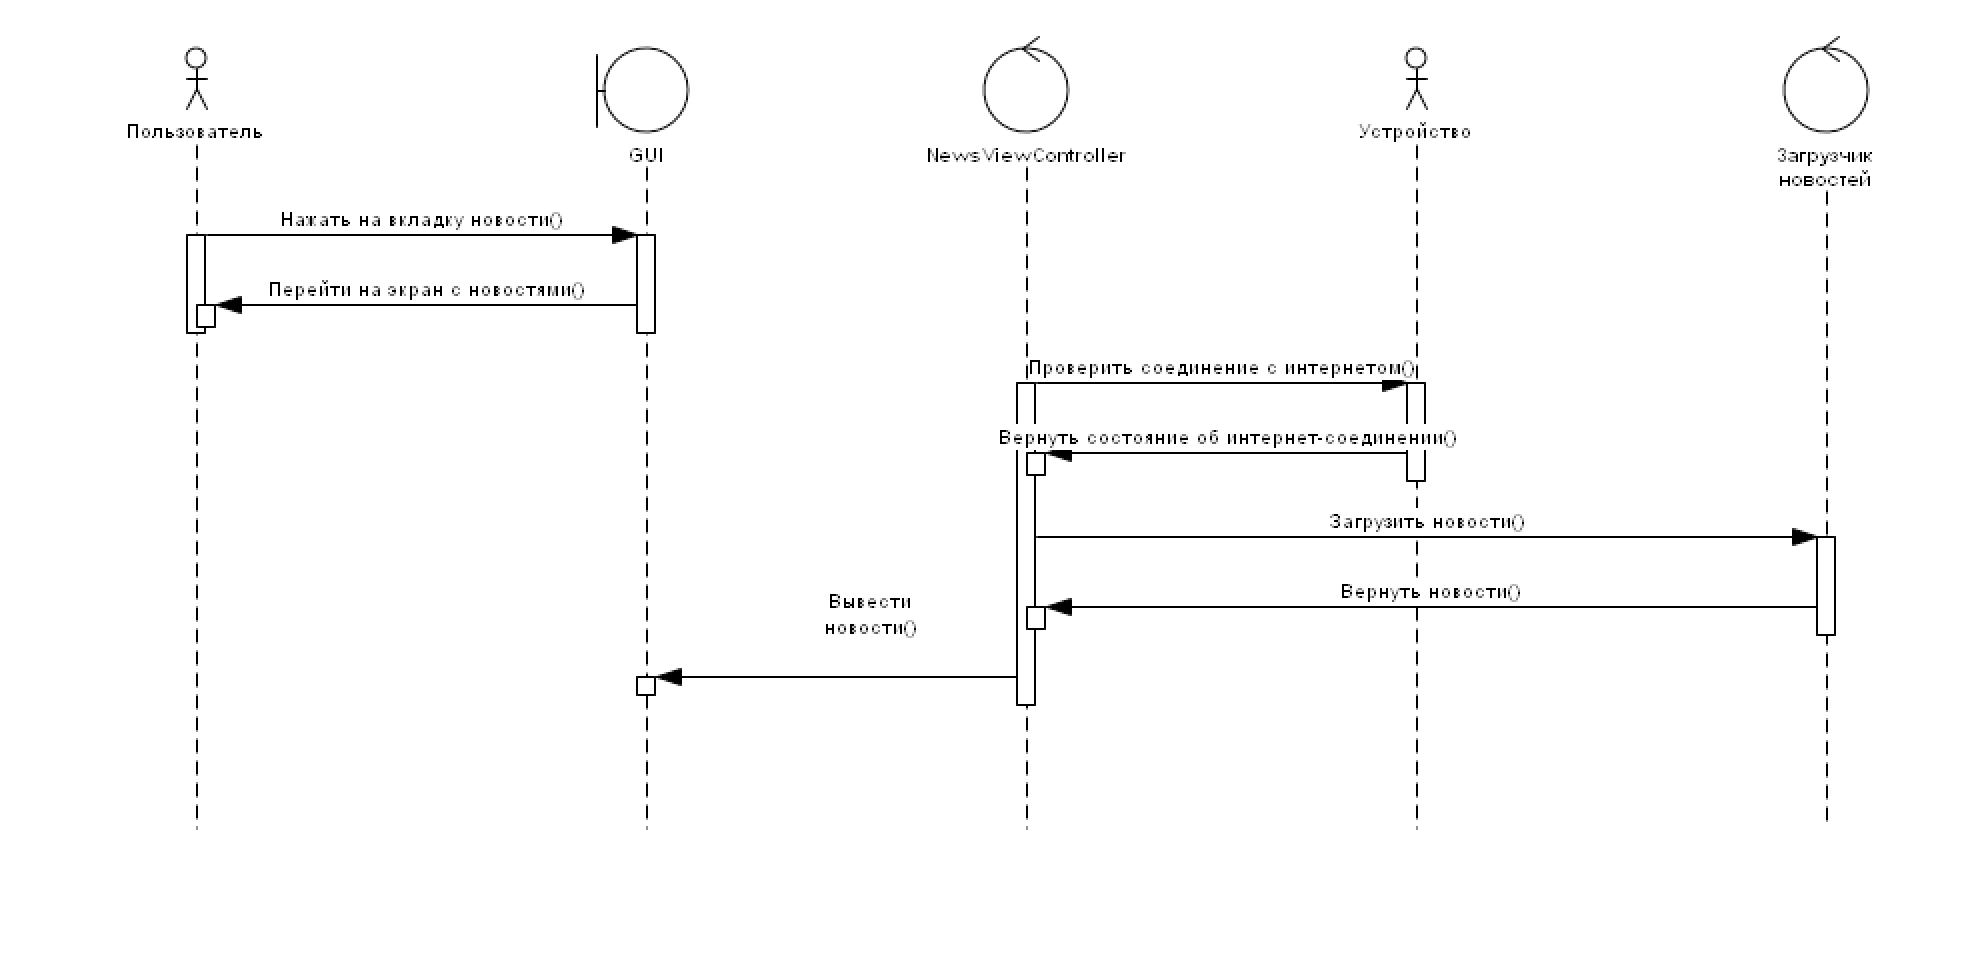 Пользователь
GUI
NewsViewController
Устройство
Загрузчик
новостей
Нажать на вкладку новости()
Перейти на экран с новостями()
Проверить соединение с интернетом()
Вернуть состояние об интернет-соединении()
Загрузить новости()
Вернуть новости()
Вывести
новости()